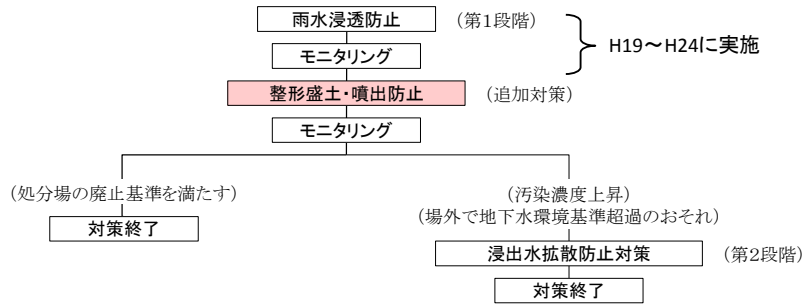 雨水浸透防止
（第1段階）
モニタリング
H19～H24に実施
整形盛土・噴出防止
（追加対策）
モニタリング
（処分場の廃止基準を満たす）
対策終了
（汚染濃度上昇）
（場外で地下水環境基準超過のおそれ）
浸出水拡散防止対策
（第2段階）
対策終了